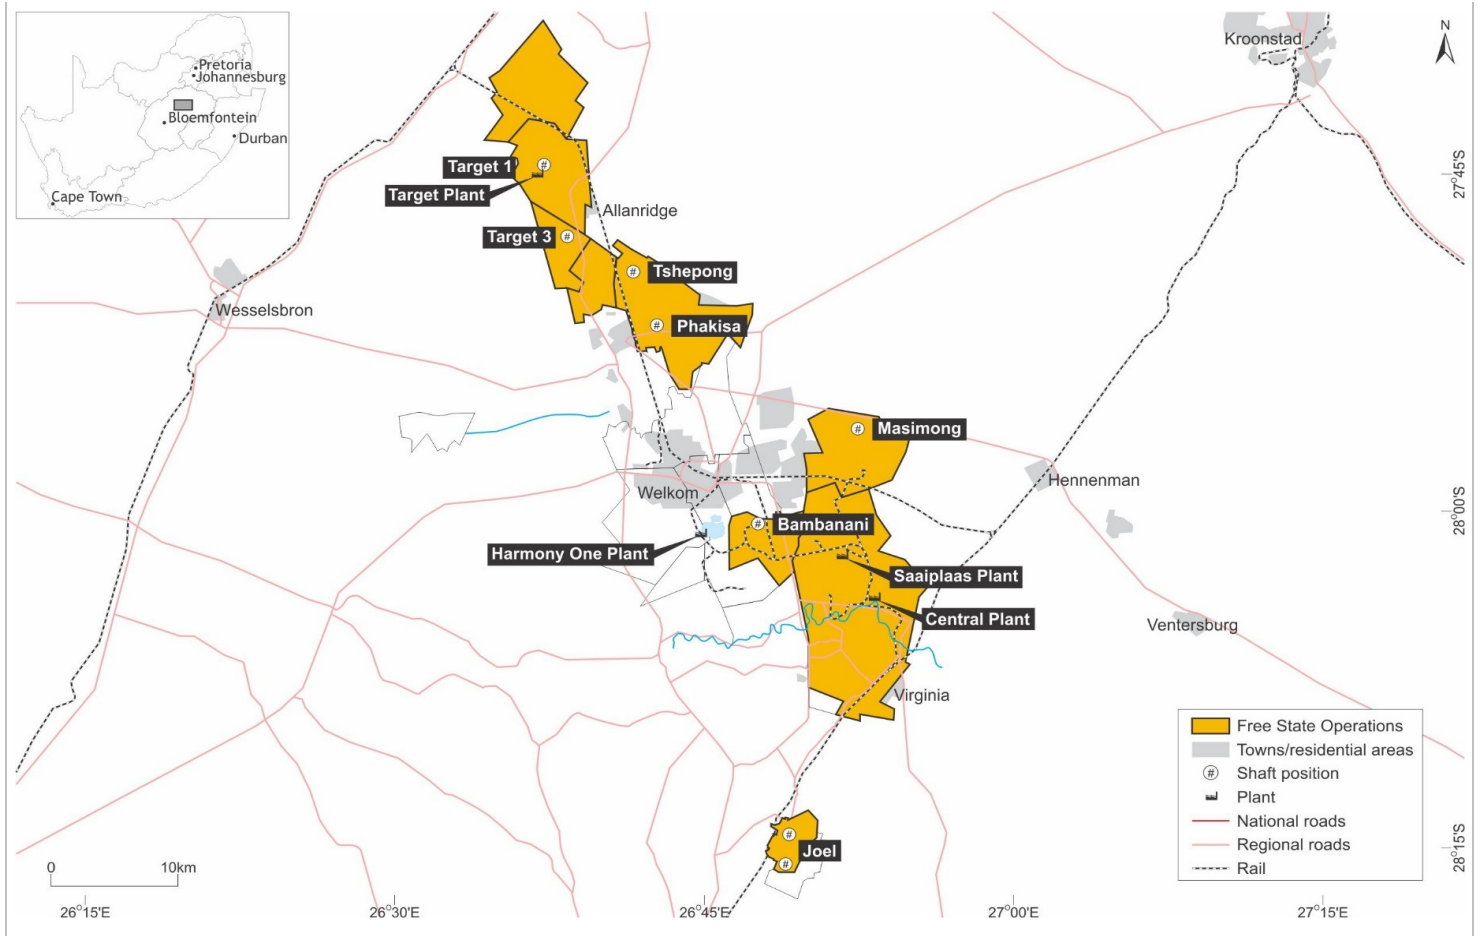 Pretoria
Johannesburg
Bloemfontein
Durban
Cape Town
Kroonstad
N
Target 1
Target Plant
Allanridge
Target 3
Tshepong
Phakisa
Wesselsbron
Masimong
Welkom
Hennenman
Bambanani
Harmony One Plant
Saaiplaas Plant
Central Plant
Ventersburg
Virginia
Joel
27°45'S
28°00'S
28°15'S
Free State Operations
Towns/residential areas
# Shaft position
Plant
National roads
Regional roads
Rail
0 10km
26°15'E 26°30'E 26°45'E 27°00'E 27°15'E